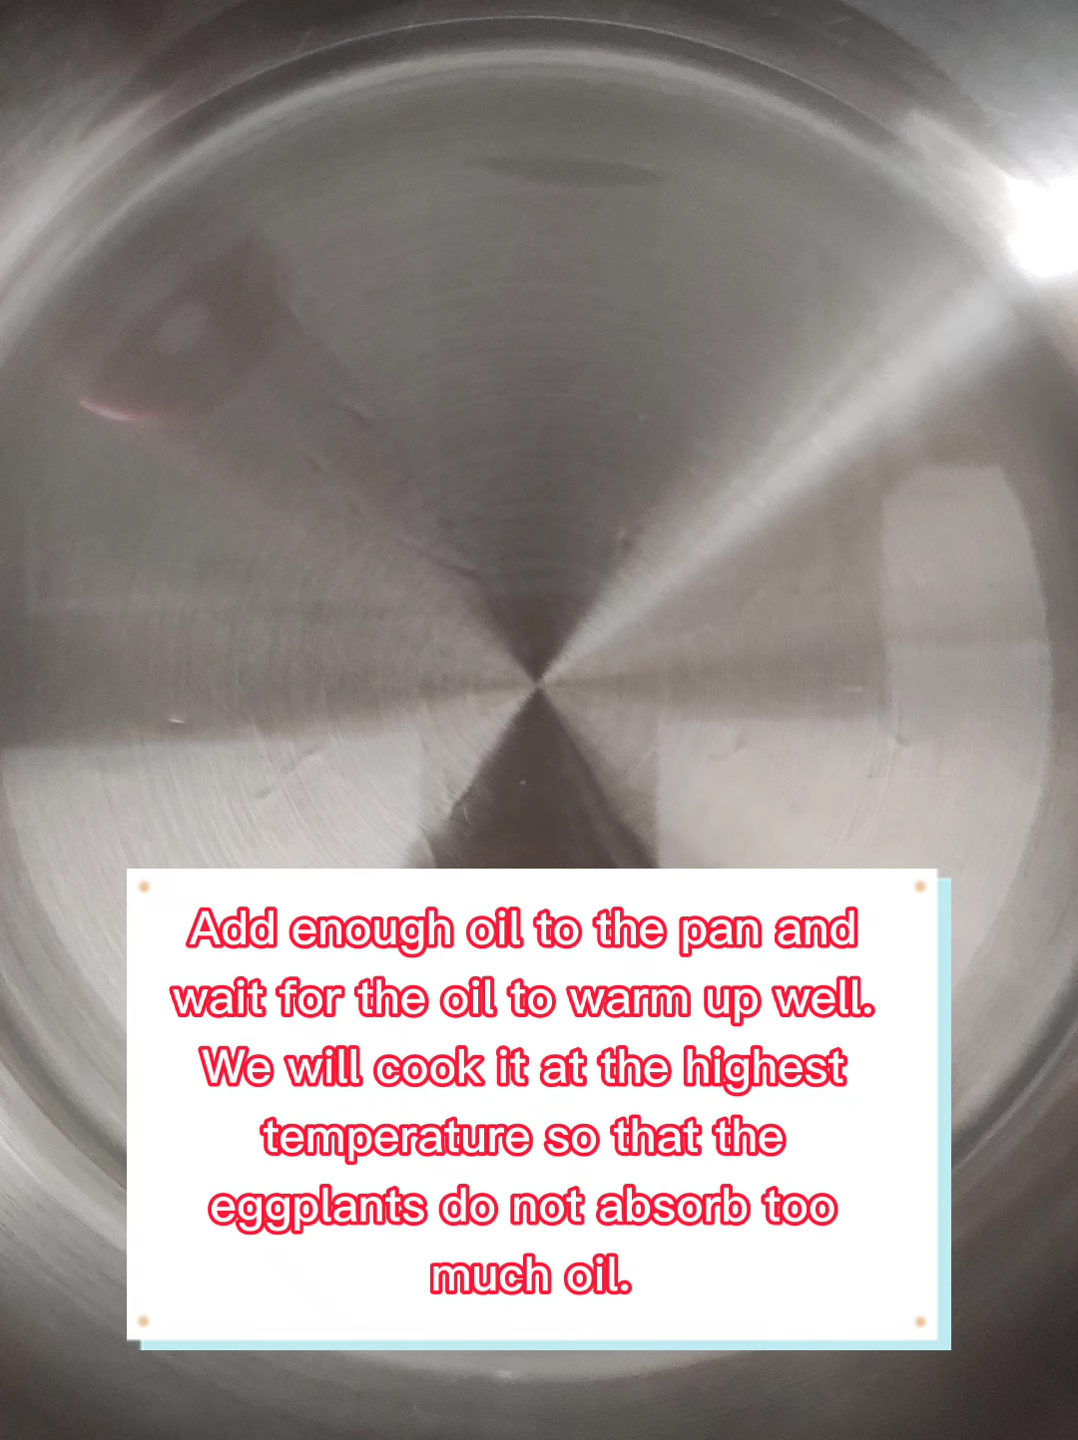 Add enough oil to the pan and
wait for the oil to warm up well.
We will cook it at the highest
temperature so that the
eggplants do not absorb too
much oil.